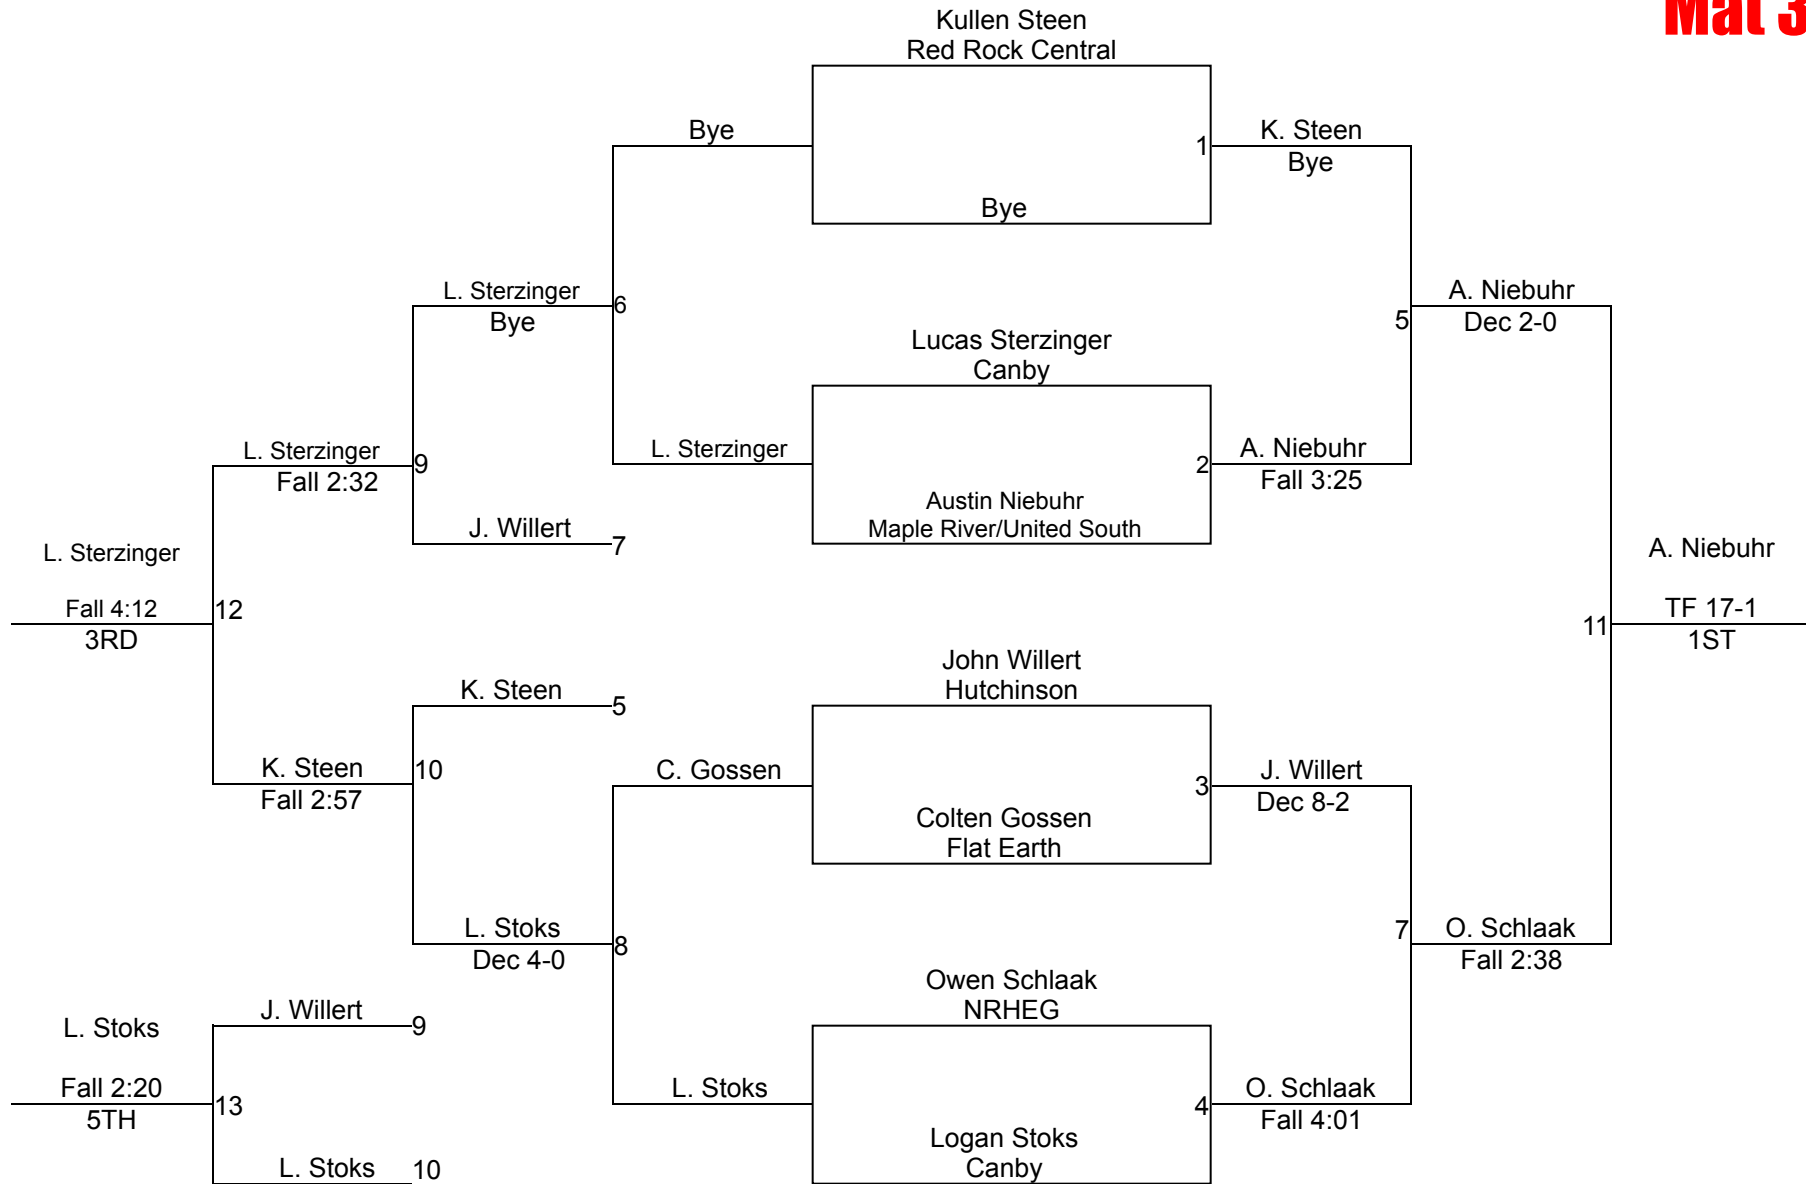 Mat 3
Kullen Steen
Red Rock Central
Bye
1
K. Steen
Bye
Bye
L. Sterzinger
Bye
6
A. Niebuhr
Dec 2-0
5
Lucas Sterzinger
Canby
L. Sterzinger
Fall 2:32
9
L. Sterzinger
2
A. Niebuhr
Fall 3:25
Austin Niebuhr
Maple River/United South
J. Willert
7
L. Sterzinger
Fall 4:12
3RD
12
A. Niebuhr
TF 17-1
1ST
11
John Willert
Hutchinson
K. Steen
5
K. Steen
Fall 2:57
10
C. Gossen
3
J. Willert
Dec 8-2
Colten Gossen
Flat Earth
L. Stoks
Dec 4-0
8
7
O. Schlaak
Fall 2:38
Owen Schlaak
NRHEG
J. Willert
9
L. Stoks
Fall 2:20
5TH
13
L. Stoks
4
O. Schlaak
Fall 4:01
Logan Stoks
Canby
L. Stoks
10